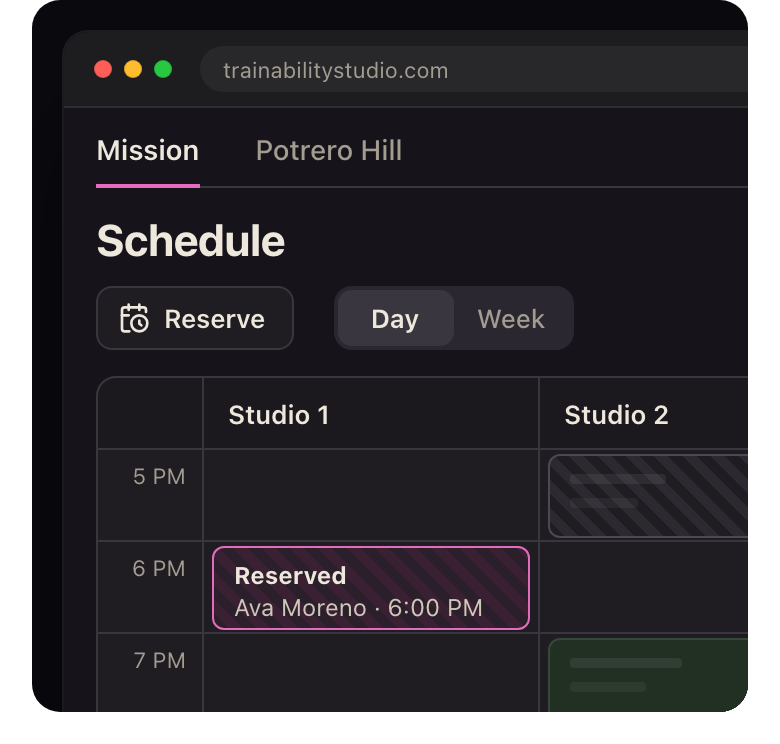 trainabilitystudio.com
Mission Potrero Hill
Schedule
Reserve Day Week
Studio 1 Studio 2
5 PM
6 PM
Reserved
Ava Moreno · 6:00 PM
7 PM